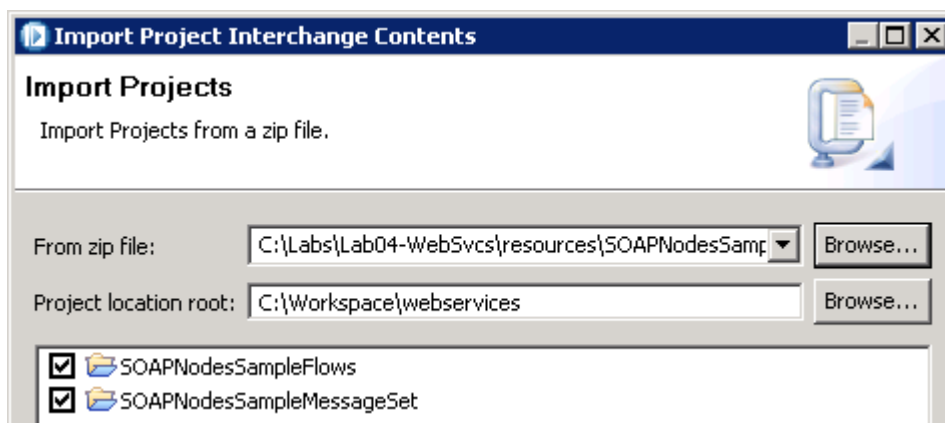 Import Project Interchange Contents
Import Projects
Import Projects from a zip file.
From zip file: C:\Labs\Lab04-WebSvcs\resources\SOAPNodesSamp Browse...
Project location root: C:\Workspace\webservices Browse...
SOAPNodesSampleFlows
SOAPNodesSampleMessageSet